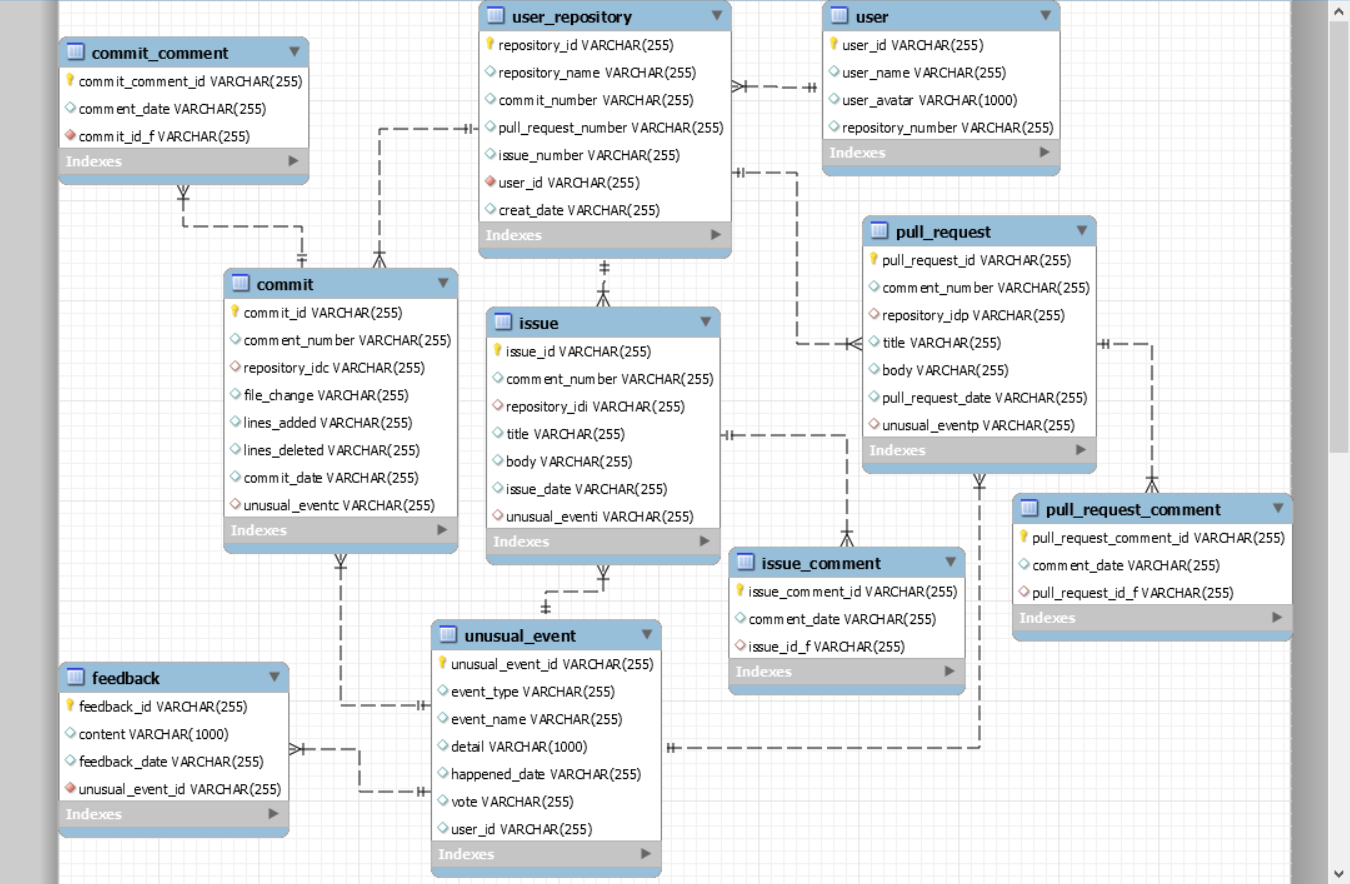 commit_comment
commit_comment_id VARCHAR(255)
comment_date VARCHAR(255)
commit_id_f VARCHAR(255)
Indexes
user_repository
repository_id VARCHAR(255)
repository_name VARCHAR(255)
commit_number VARCHAR(255)
pull_request_number VARCHAR(255)
issue_number VARCHAR(255)
user_id VARCHAR(255)
creat_date VARCHAR(255)
Indexes
user
user_id VARCHAR(255)
user_name VARCHAR(255)
user_avatar VARCHAR(1000)
repository_number VARCHAR(255)
Indexes
commit
commit_id VARCHAR(255)
comment_number VARCHAR(255)
repository_idc VARCHAR(255)
file_change VARCHAR(255)
lines_added VARCHAR(255)
lines_deleted VARCHAR(255)
commit_date VARCHAR(255)
unusual_eventc VARCHAR(255)
Indexes
issue
issue_id VARCHAR(255)
comment_number VARCHAR(255)
repository_idi VARCHAR(255)
title VARCHAR(255)
body VARCHAR(255)
issue_date VARCHAR(255)
unusual_eventi VARCHAR(255)
Indexes
pull_request
pull_request_id VARCHAR(255)
comment_number VARCHAR(255)
repository_idp VARCHAR(255)
title VARCHAR(255)
body VARCHAR(255)
pull_request_date VARCHAR(255)
unusual_eventp VARCHAR(255)
Indexes
pull_request_comment
pull_request_comment_id VARCHAR(255)
comment_date VARCHAR(255)
pull_request_id_f VARCHAR(255)
Indexes
issue_comment
issue_comment_id VARCHAR(255)
comment_date VARCHAR(255)
issue_id_f VARCHAR(255)
Indexes
feedback
feedback_id VARCHAR(255)
content VARCHAR(1000)
feedback_date VARCHAR(255)
unusual_event_id VARCHAR(255)
Indexes
unusual_event
unusual_event_id VARCHAR(255)
event_type VARCHAR(255)
event_name VARCHAR(255)
detail VARCHAR(1000)
happened_date VARCHAR(255)
vote VARCHAR(255)
user_id VARCHAR(255)
Indexes